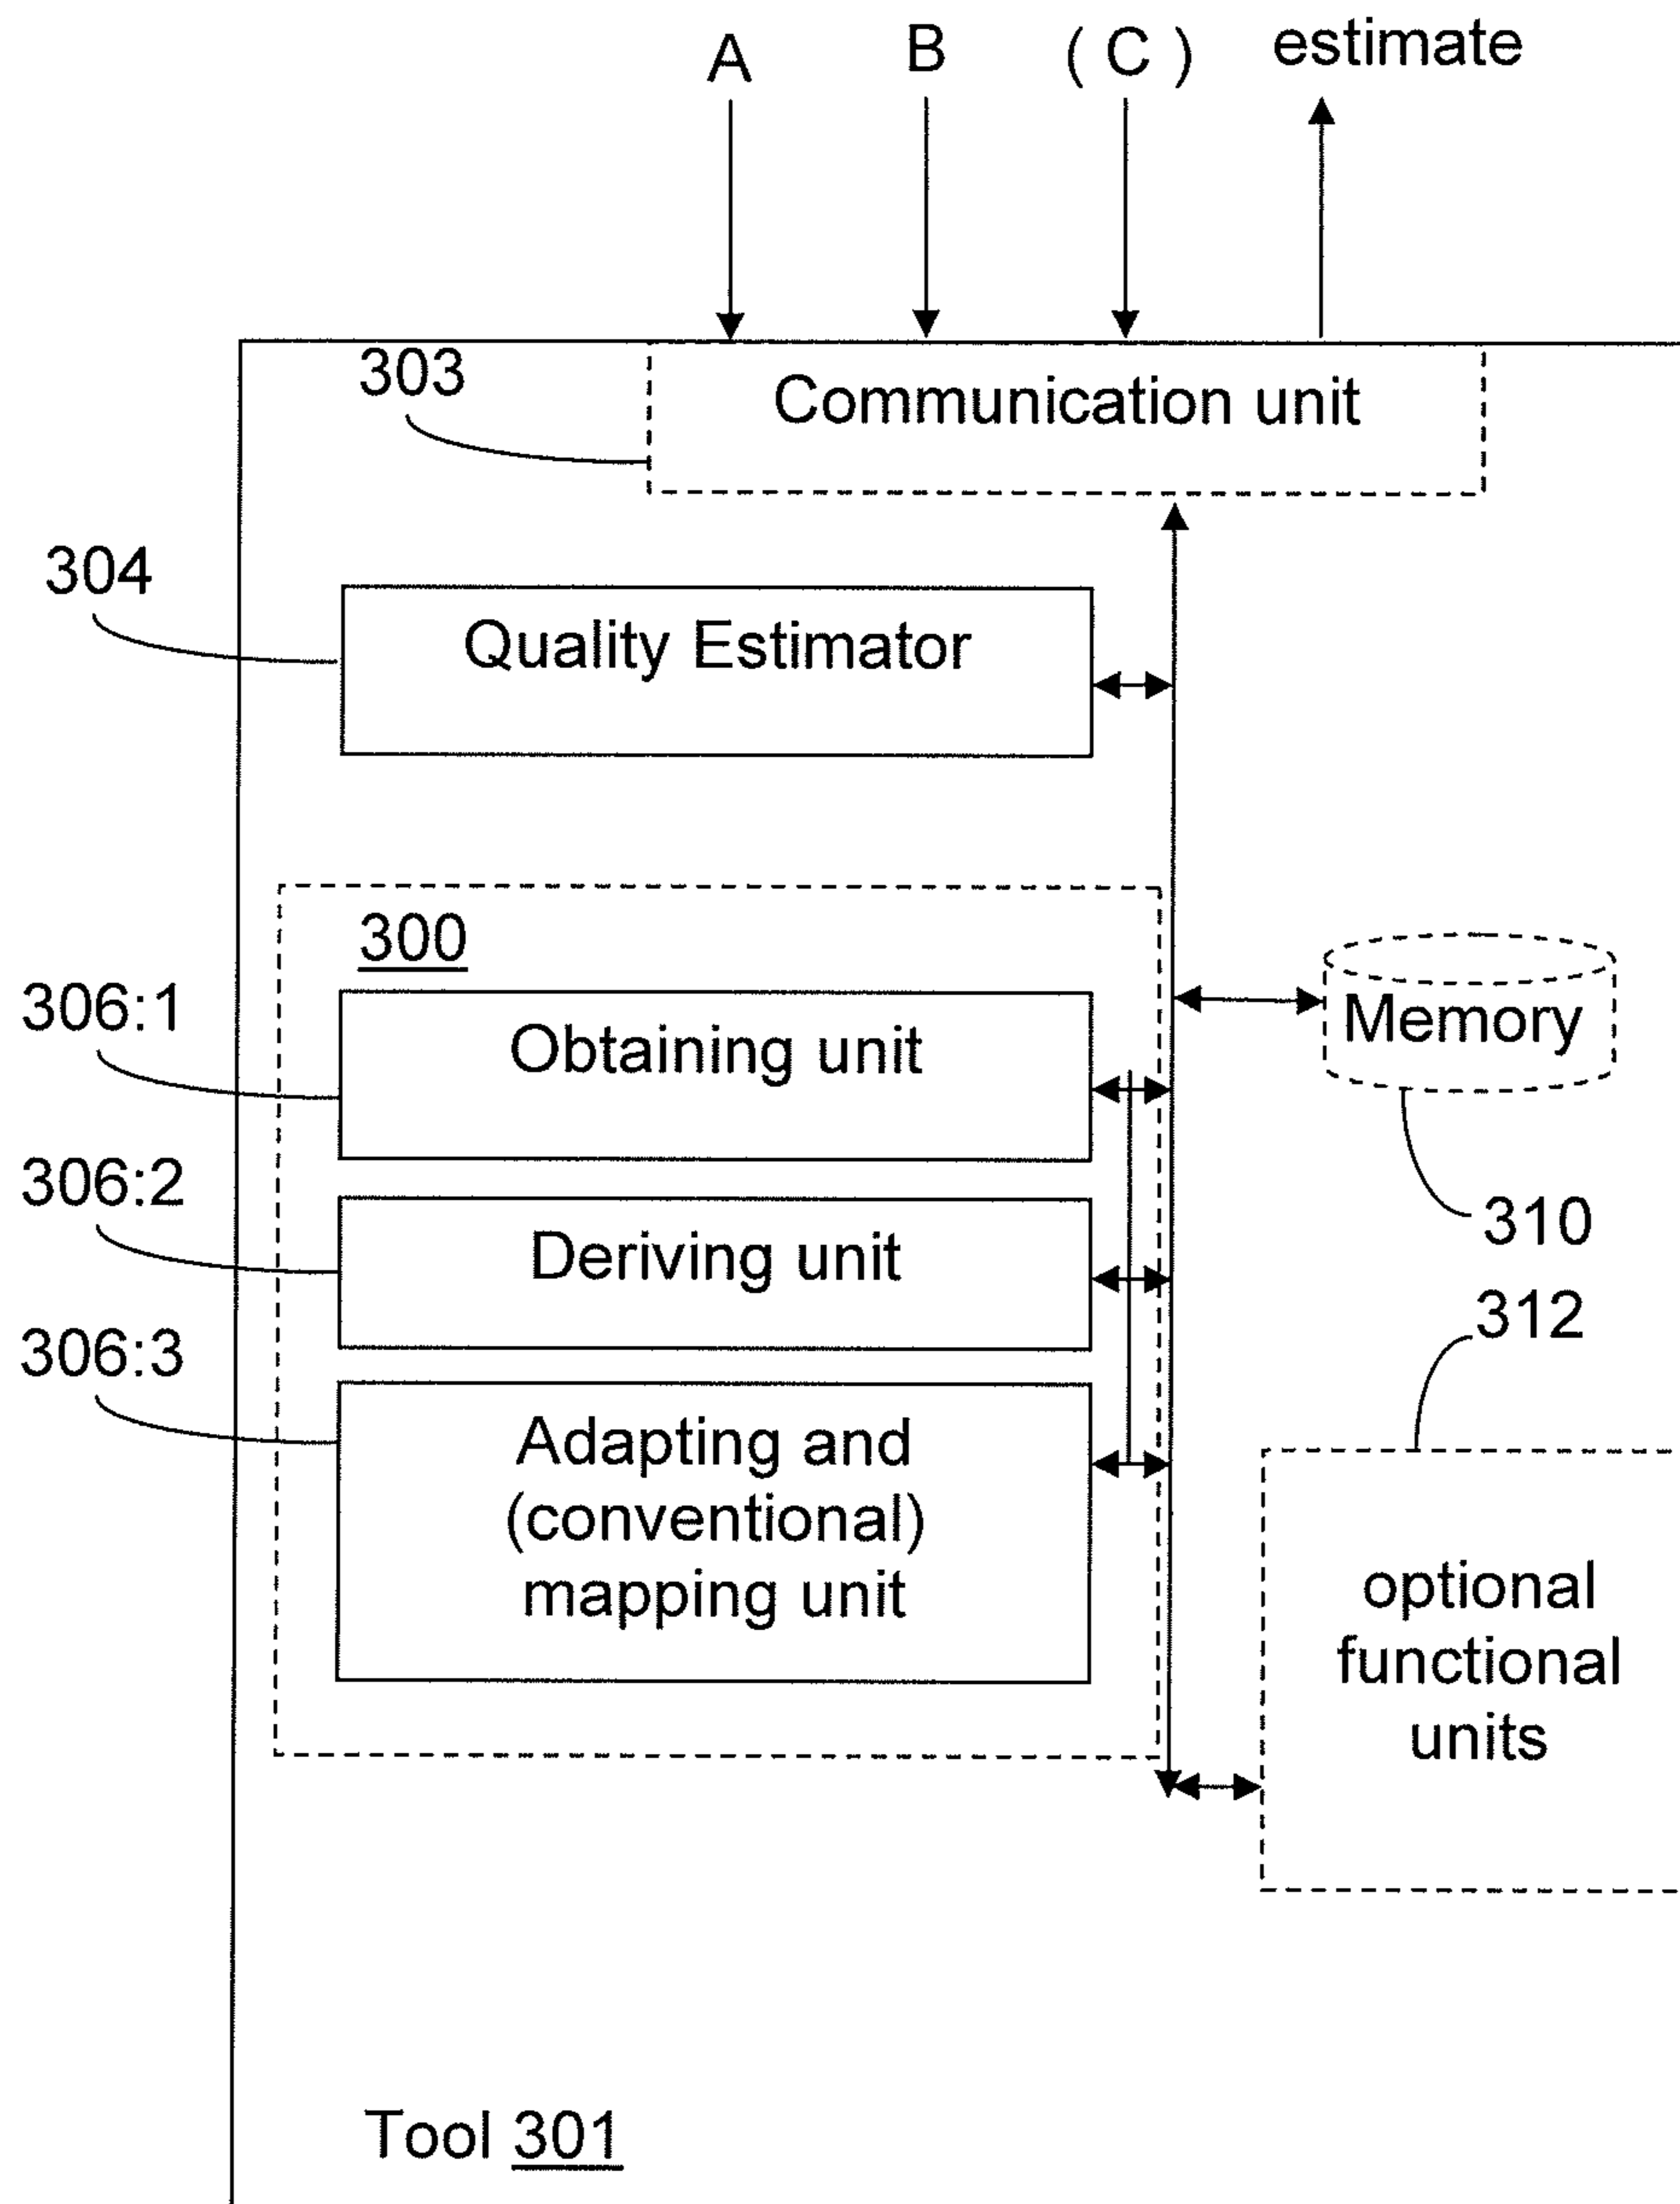 A B ( C ) estimate
303
Communication unit
304
Quality Estimator
300
306:1
Obtaining unit
Memory
306:2
Deriving unit
310
312
306:3
Adapting and
(conventional)
mapping unit
optional
functional
units
Tool 301